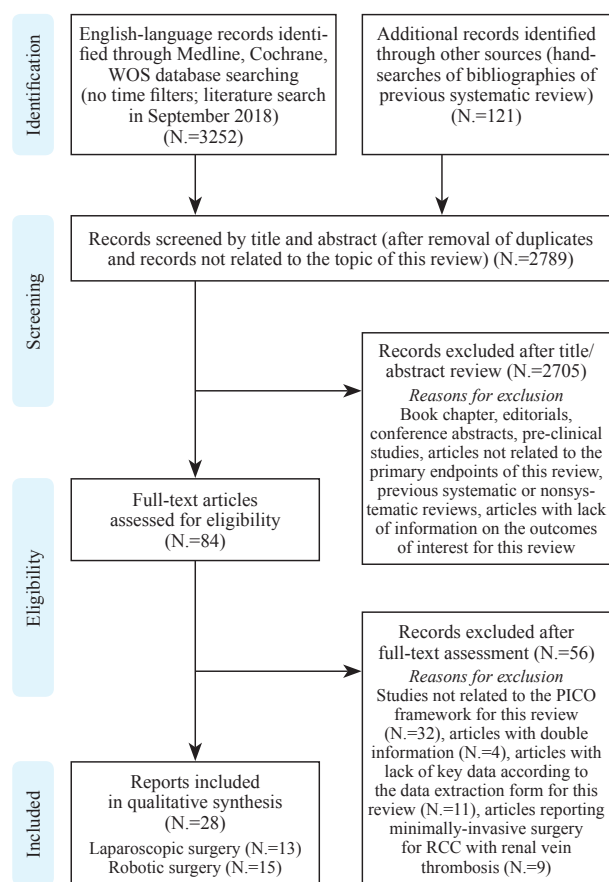 Identification
English-language records identi-
fied through Medline, Cochrane,
WOS database searching
(no time filters; literature search
in September 2018)
(N.=3252)
Additional records identified
through other sources (hand-
searches of bibliographies of
previous systematic review)
(N.=121)
Screening
Records screened by title and abstract (after removal of duplicates
and records not related to the topic of this review) (N.=2789)
Records excluded after title/
abstract review (N.=2705)
Reasons for exclusion
Book chapter, editorials,
conference abstracts, pre-clinical
studies, articles not related to the
primary endpoints of this review,
previous systematic or nonsys-
tematic reviews, articles with lack
of information on the outcomes
of interest for this review
Eligibility
Full-text articles
assessed for eligibility
(N.=84)
Records excluded after
full-text assessment (N.=56)
Reasons for exclusion
Studies not related to the PICO
framework for this review
(N.=32), articles with double
information (N.=4), articles with
lack of key data according to
the data extraction form for this
review (N.=11), articles reporting
minimally-invasive surgery
for RCC with renal vein
thrombosis (N.=9)
Included
Reports included
in qualitative synthesis
(N.=28)
Laparoscopic surgery (N.=13)
Robotic surgery (N.=15)